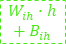 W_{ih} · h
+ B_{ih}